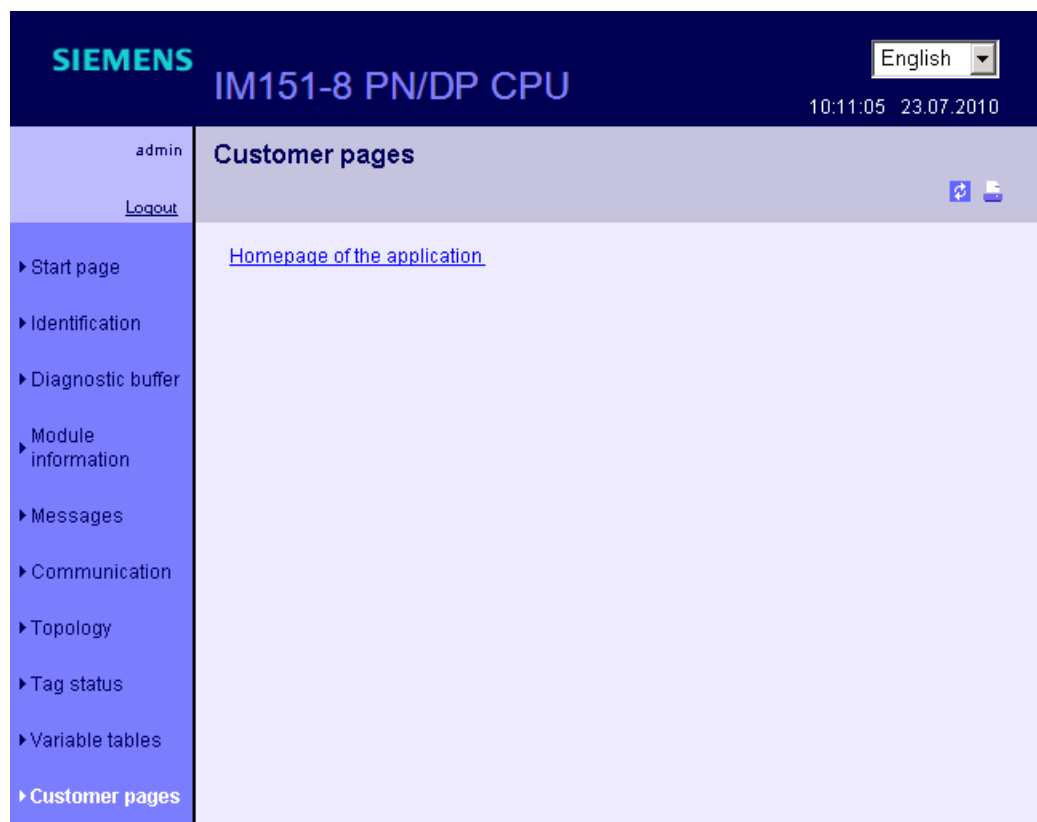 SIEMENS
IM151-8 PN/DP CPU
English
10:11:05 23.07.2010
admin
Logout
Customer pages
Homepage of the application
Start page
Identification
Diagnostic buffer
Module
information
Messages
Communication
Topology
Tag status
Variable tables
Customer pages